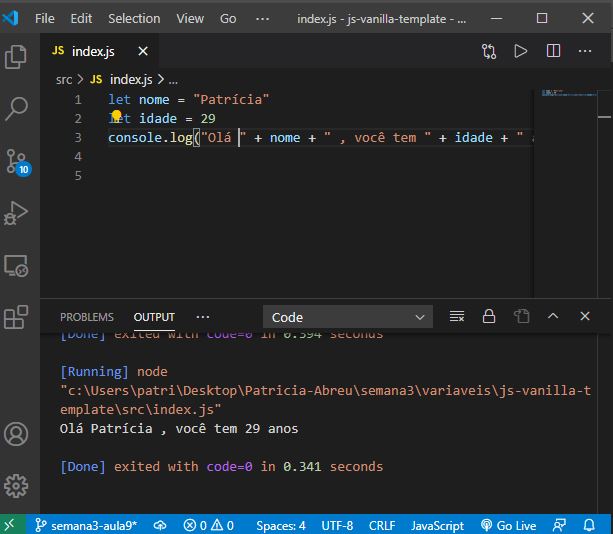 File Edit Selection View ··· index.js - js-vanilla-template - ...
JS index.js
src > JS index.js > ...
1 let nome = "Patrícia"
2 let idade = 29
3 console.log("Olá " + nome + " , você tem " + idade + " a
4
5
PROBLEMS OUTPUT ··· Code
[Done] exited with code=0 in 0.394 seconds
[Running] node
"c:\Users\patri\Desktop\Patricia-Abreu\semana3\variaveis\js-vanilla-t
emplate\src\index.js"
Olá Patrícia , você tem 29 anos
[Done] exited with code=0 in 0.341 seconds
10
semana3-aula9* 0 0 Spaces: 4 UTF-8 CRLF JavaScript Go Live